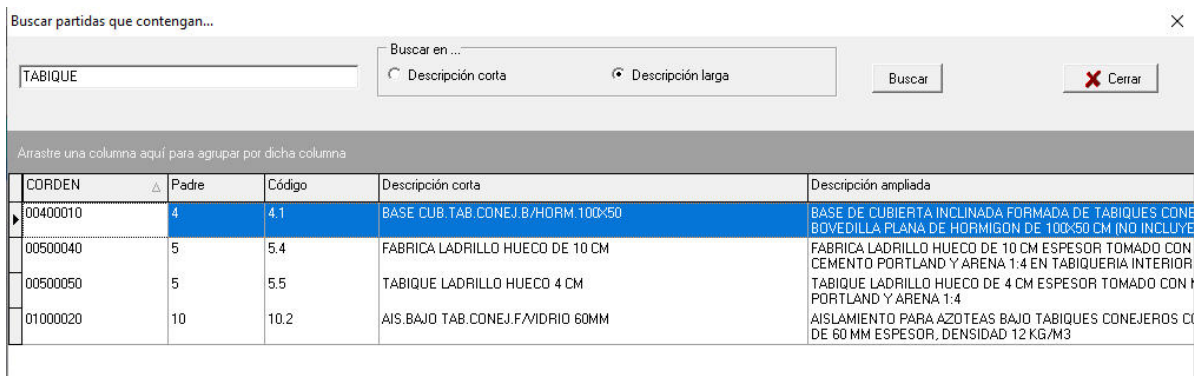 Buscar partidas que contengan...
Buscar en ...
TABIQUE
Descripción corta
Descripción larga
Buscar
Cerrar
Arrastre una columna aquí para agrupar por dicha columna
CORDEN Padre Código Descripción corta Descripción ampliada
00400010 4 4.1 BASE CUB.TAB.CONEJ.B/HORM.100X50 BASE DE CUBIERTA INCLINADA FORMADA DE TABIQUES CONE
BOVEDILLA PLANA DE HORMIGON DE 100X50 CM (NO INCLUYE
00500040 5 5.4 FABRICA LADRILLO HUECO DE 10 CM FABRICA LADRILLO HUECO DE 10 CM ESPESOR TOMADO CON
CEMENTO PORTLAND Y ARENA 1:4 EN TABIQUERIA INTERIOR
00500050 5 5.5 TABIQUE LADRILLO HUECO 4 CM TABIQUE LADRILLO HUECO DE 4 CM ESPESOR TOMADO CON
PORTLAND Y ARENA 1:4
01000020 10 10.2 AIS.BAJO TAB.CONEJ.F/VIDRIO 60MM AISLAMIENTO PARA AZOTEAS BAJO TABIQUES CONEJEROS
DE 60 MM ESPESOR, DENSIDAD 12 KG/M3